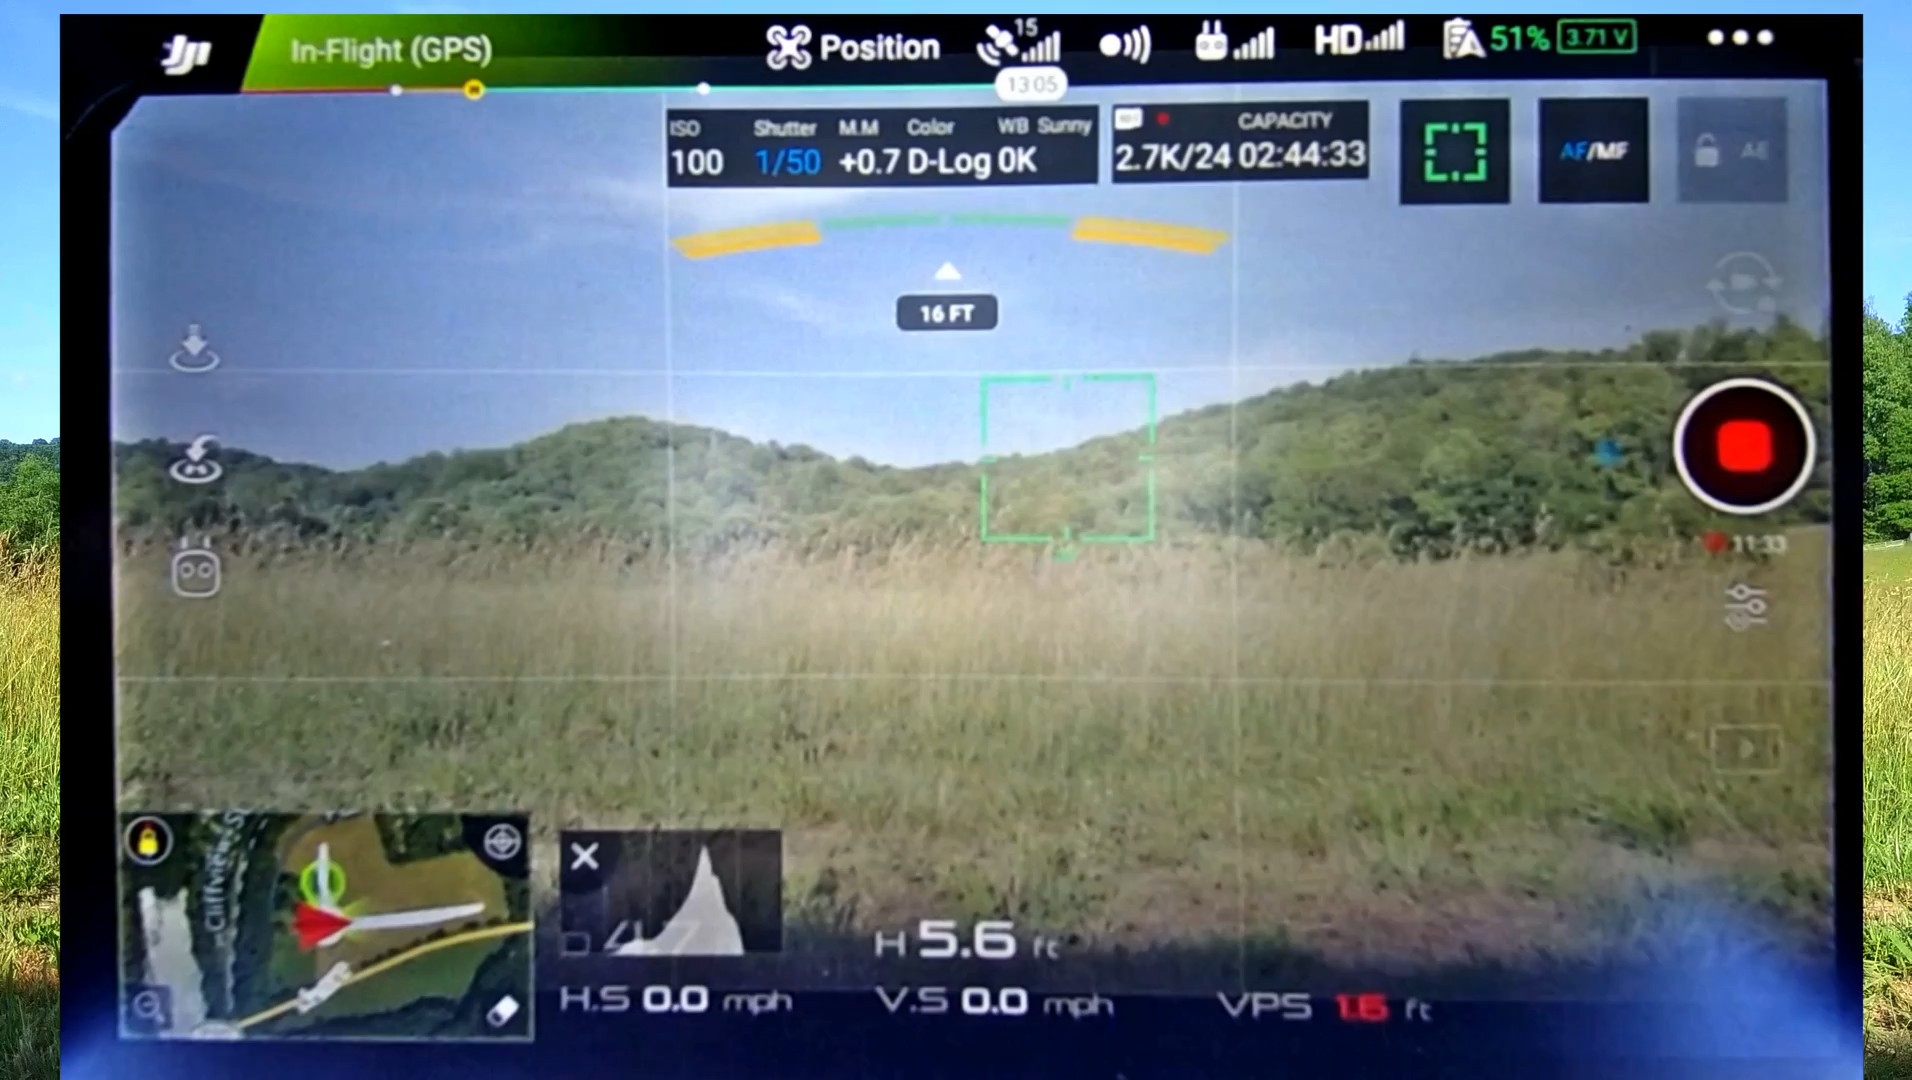 dji In-Flight (GPS) Position 15 HD 51% 3.71 V
H
13:05
ISO Shutter M.M Color WB Sunny
100 1/50 +0.7 D-Log 0K
CAPACITY
2.7K/24 02:44:33
AF/MF
AE
16 FT
11:33
H 5.6 ft
H.S 0.0 mph V.S 0.0 mph VPS 1.6 ft